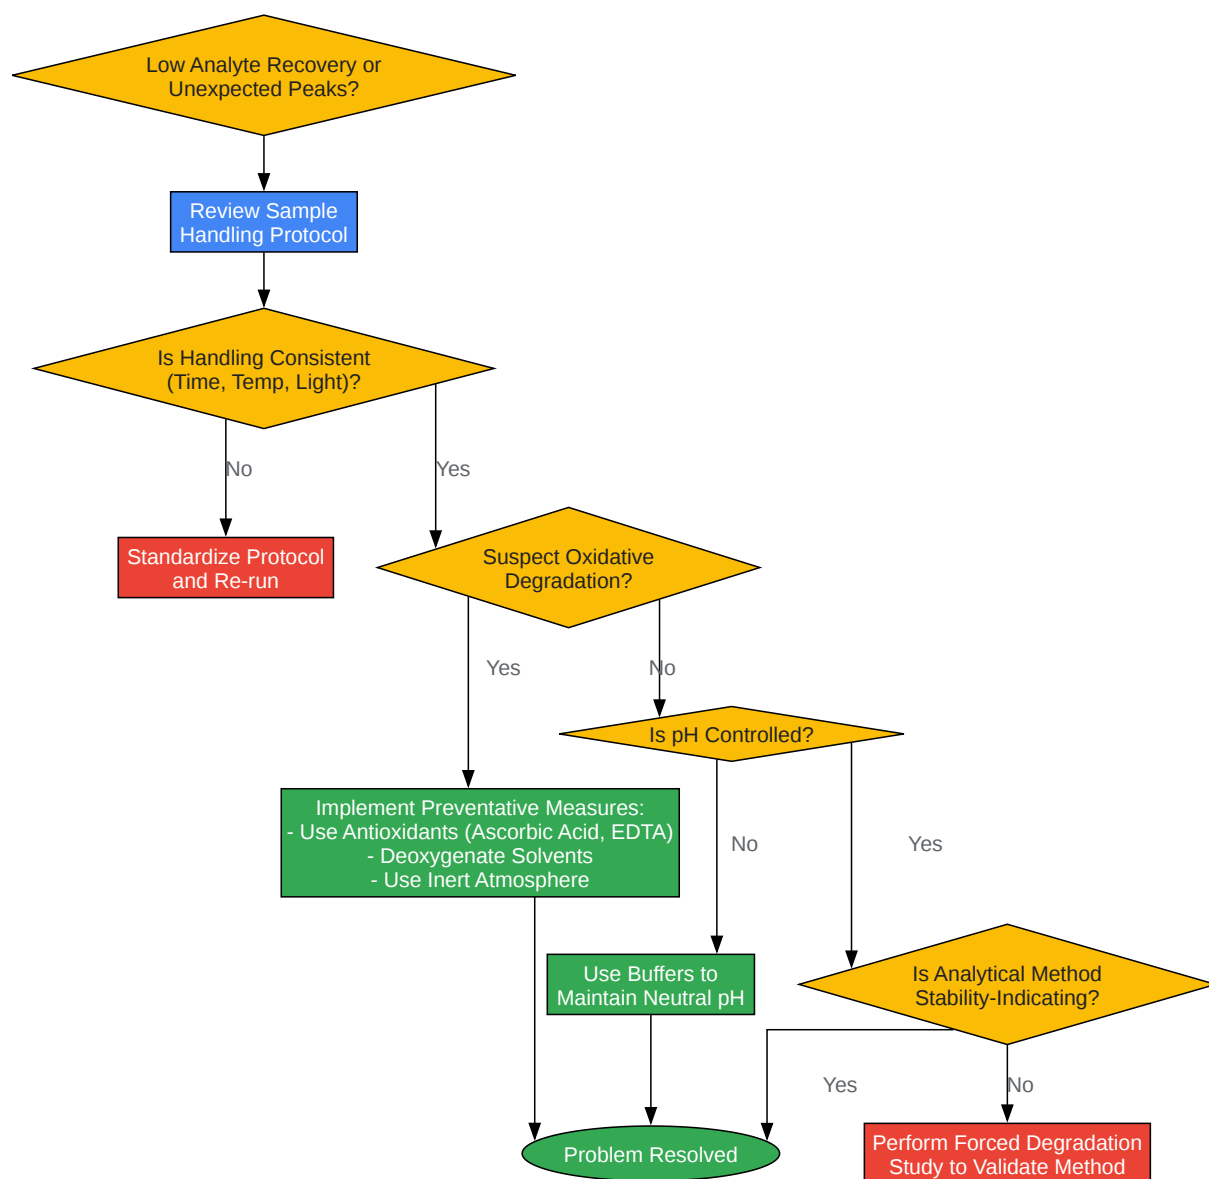 Low Analyte Recovery or
Unexpected Peaks?
Review Sample
Handling Protocol
Is Handling Consistent
(Time, Temp, Light)?
No
Yes
Standardize Protocol
and Re-run
Suspect Oxidative
Degradation?
Yes
No
Is pH Controlled?
Implement Preventative Measures:
- Use Antioxidants (Ascorbic Acid, EDTA)
- Deoxygenate Solvents
- Use Inert Atmosphere
No
Yes
Use Buffers to
Maintain Neutral pH
Is Analytical Method
Stability-Indicating?
Yes
No
Problem Resolved
Perform Forced Degradation
Study to Validate Method